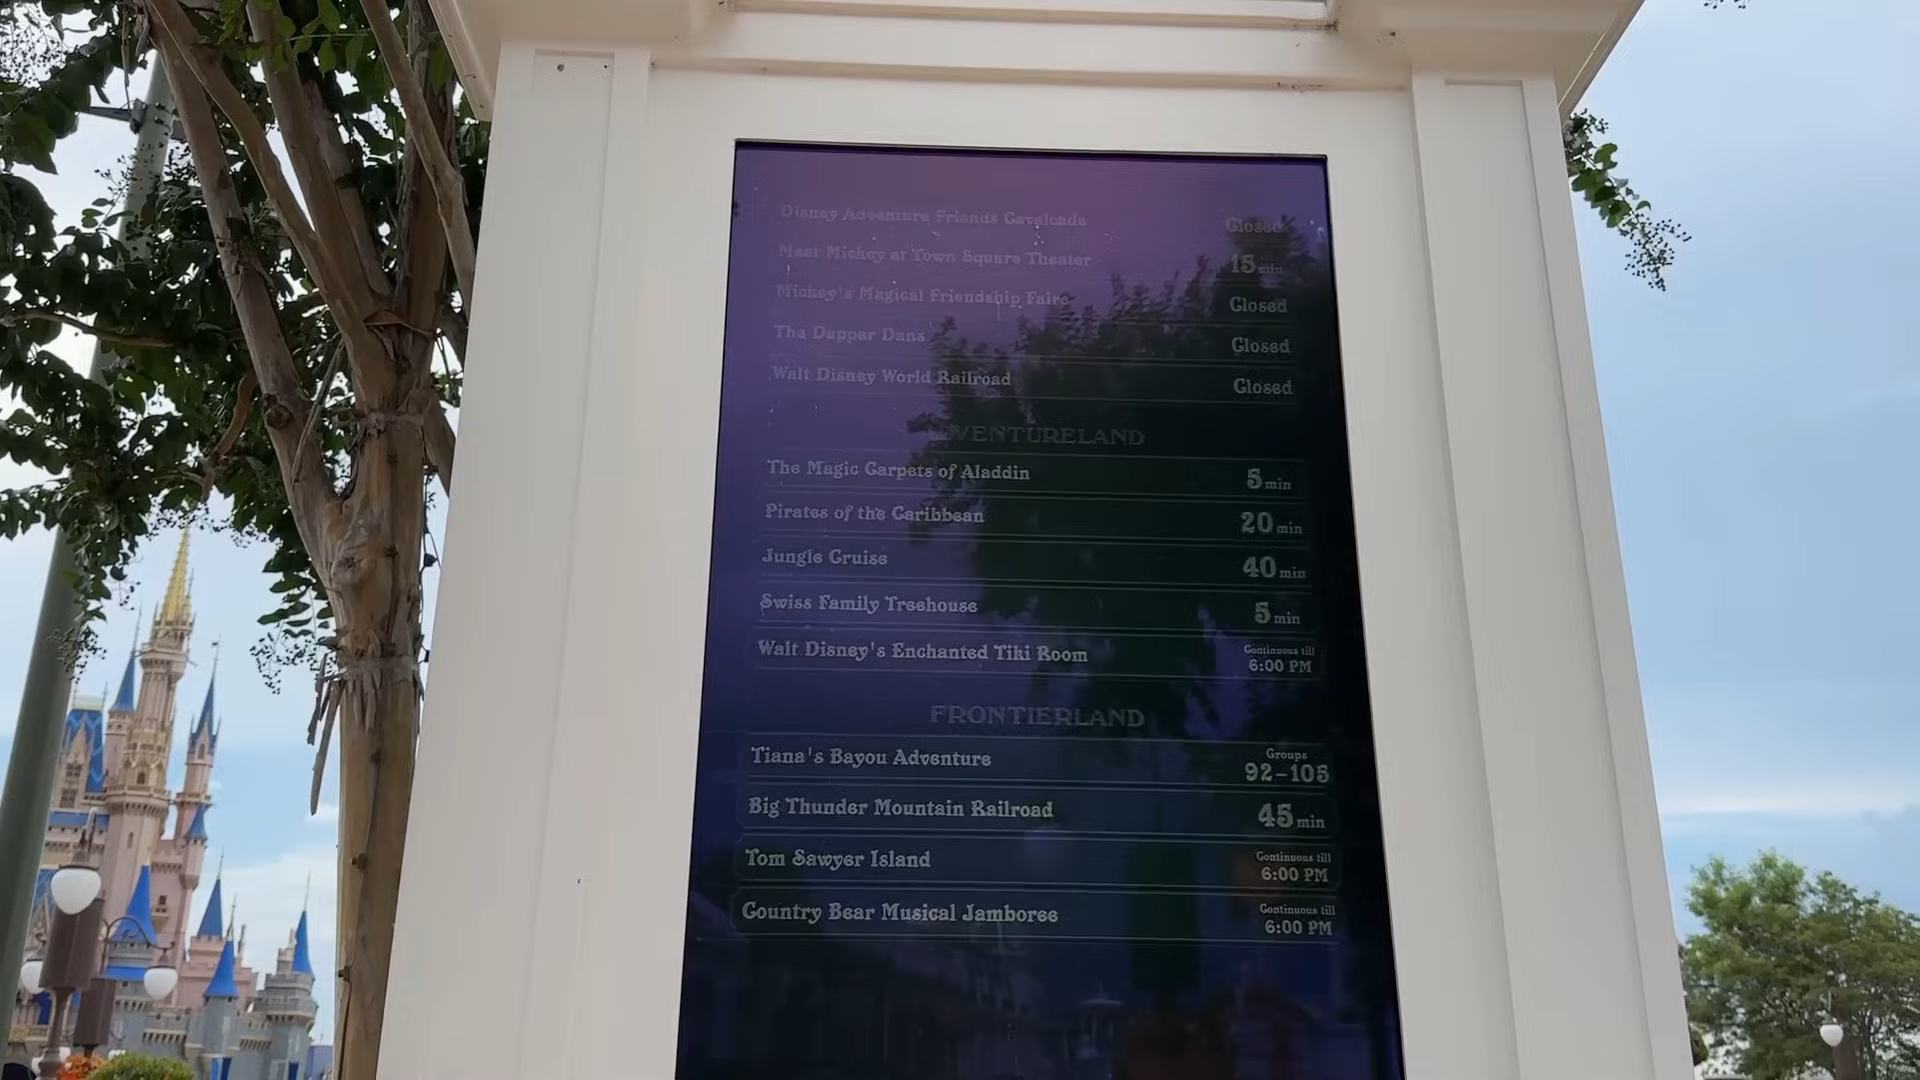 Disney Adventure Friends Cavalcade Closed
Meet Mickey at Town Square Theater 15 min
Mickey's Magical Friendship Faire Closed
The Dapper Dans Closed
Walt Disney World Railroad Closed
VENTURELAND
The Magic Carpets of Aladdin 5 min
Pirates of the Caribbean 20 min
Jungle Cruise 40 min
Swiss Family Treehouse 5 min
Walt Disney's Enchanted Tiki Room Continuous till 6:00 PM
FRONTIERLAND
Tiana's Bayou Adventure Groups 92-105
Big Thunder Mountain Railroad 45 min
Tom Sawyer Island Continuous till 6:00 PM
Country Bear Musical Jamboree Continuous till 6:00 PM